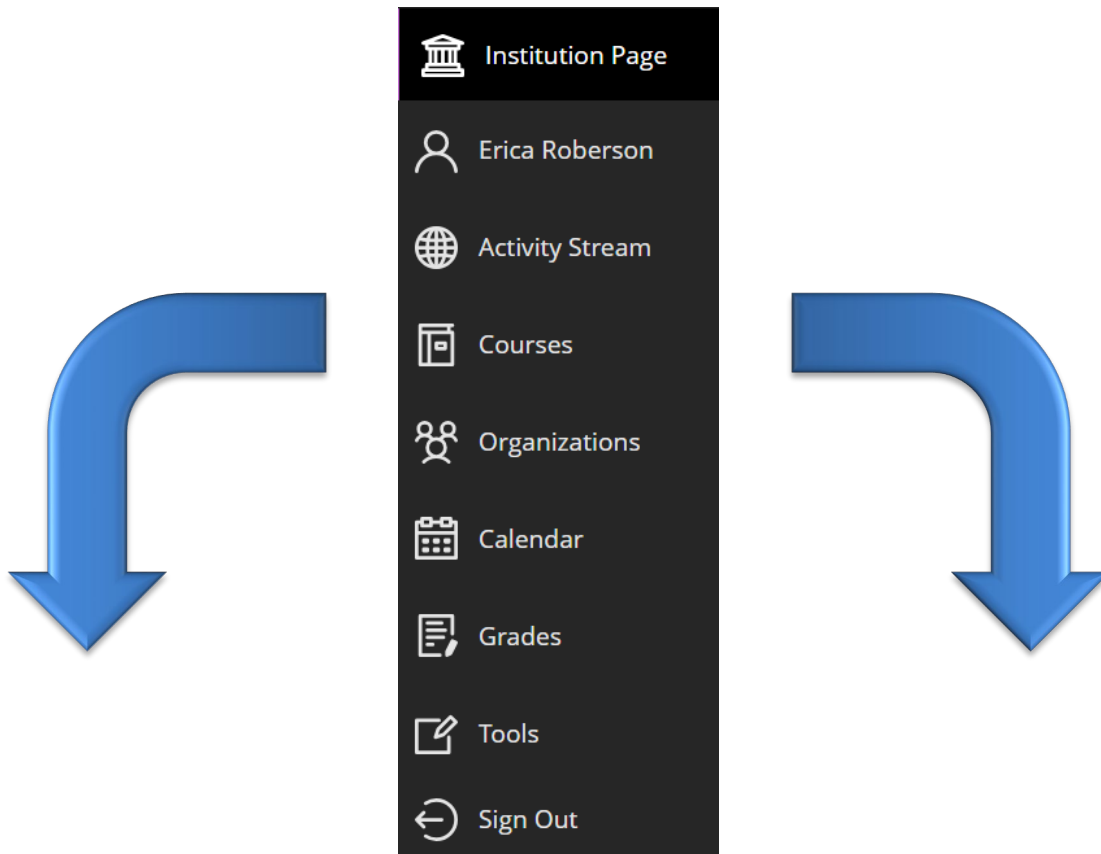 Institution Page
Erica Roberson
Activity Stream
Courses
Organizations
Calendar
Grades
Tools
Sign Out